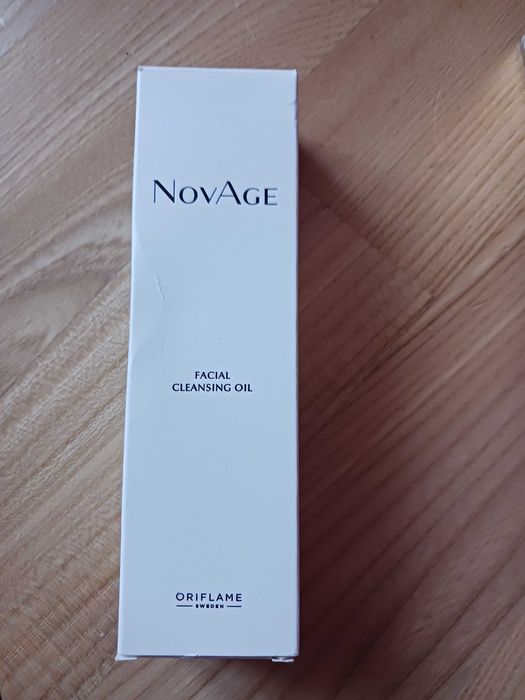 NOVAGE
FACIAL
CLEANSING OIL
ORIFLAME
SWEDEN